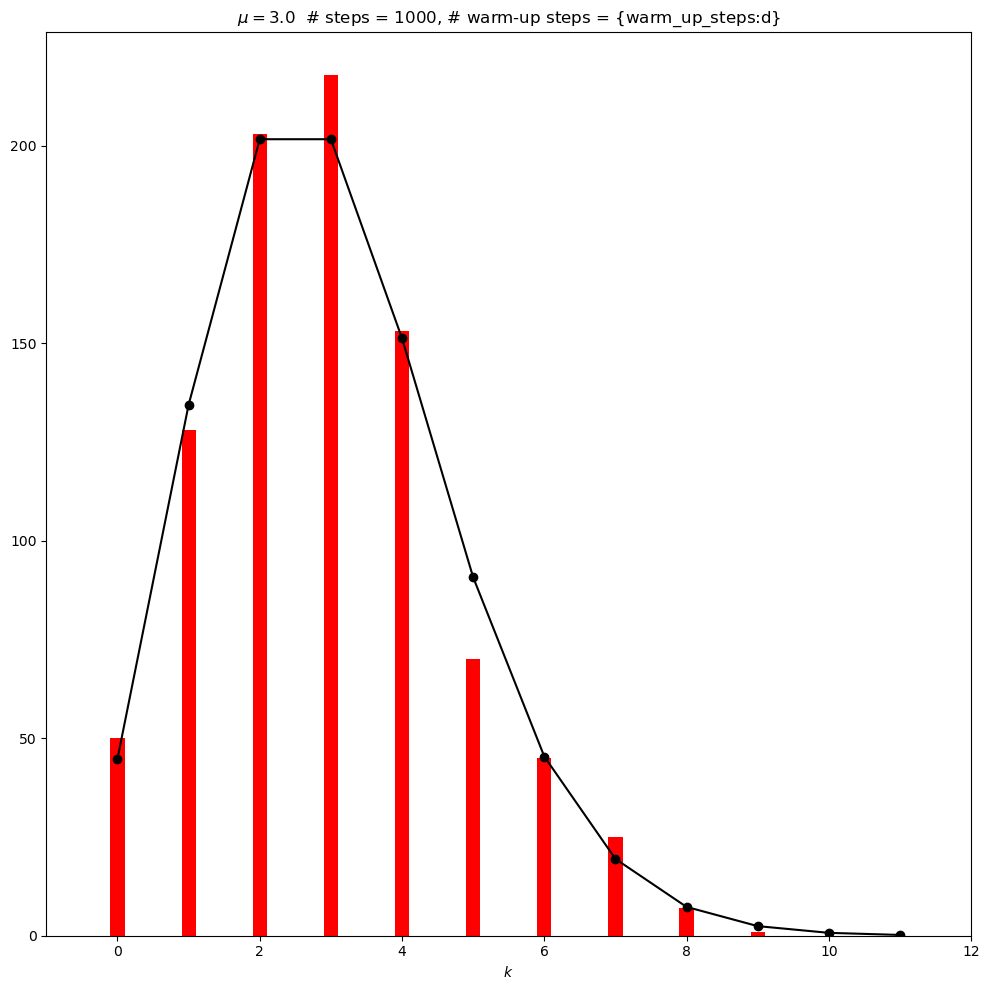 μ = 3.0  # steps = 1000, # warm-up steps = {warm_up_steps:d}
200
150
100
50
0
0 2 4 6 8 10 12
k